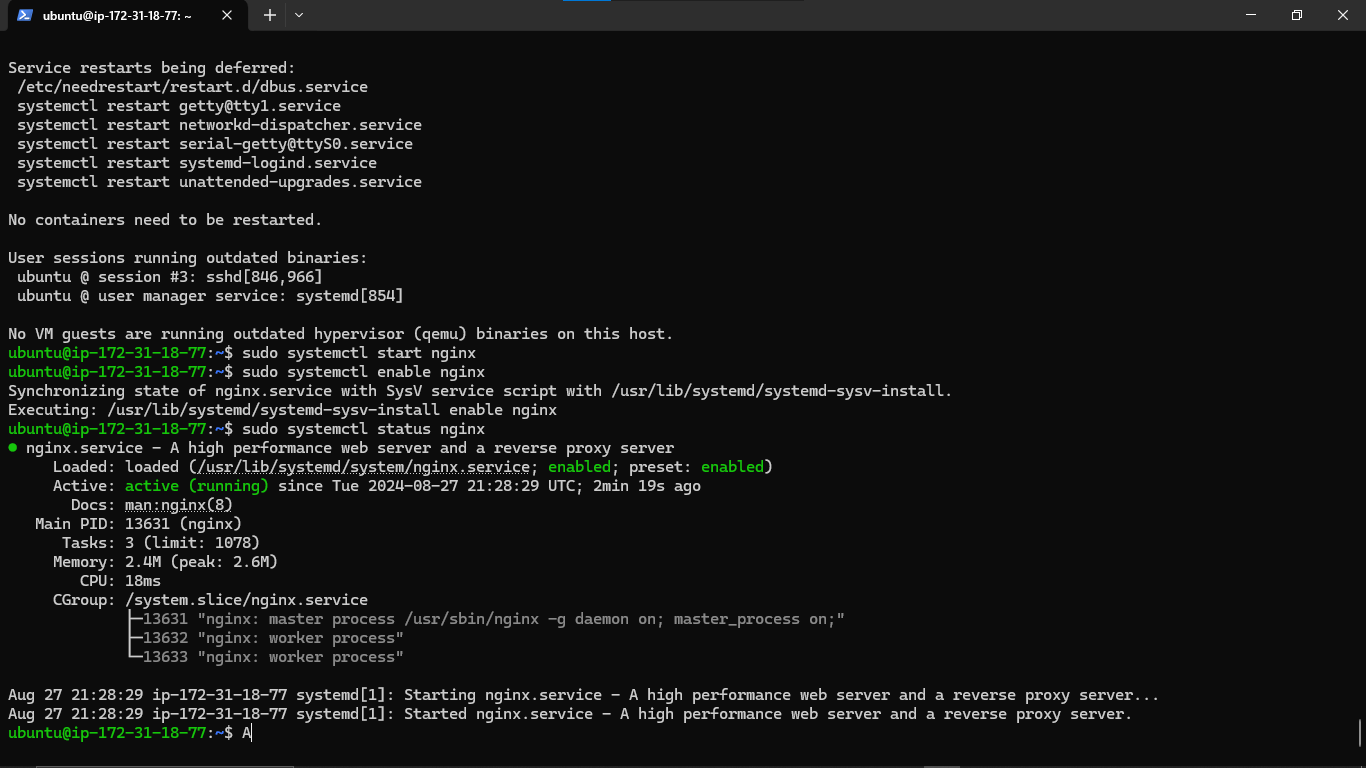 ubuntu@ip-172-31-18-77: ~
Service restarts being deferred:
 /etc/needrestart/restart.d/dbus.service
 systemctl restart getty@tty1.service
 systemctl restart networkd-dispatcher.service
 systemctl restart serial-getty@ttyS0.service
 systemctl restart systemd-logind.service
 systemctl restart unattended-upgrades.service
No containers need to be restarted.
User sessions running outdated binaries:
 ubuntu @ session #3: sshd[846,966]
 ubuntu @ user manager service: systemd[854]
No VM guests are running outdated hypervisor (qemu) binaries on this host.
ubuntu@ip-172-31-18-77:~$ sudo systemctl start nginx
ubuntu@ip-172-31-18-77:~$ sudo systemctl enable nginx
Synchronizing state of nginx.service with SysV service script with /usr/lib/systemd/systemd-sysv-install.
Executing: /usr/lib/systemd/systemd-sysv-install enable nginx
ubuntu@ip-172-31-18-77:~$ sudo systemctl status nginx
● nginx.service - A high performance web server and a reverse proxy server
     Loaded: loaded (/usr/lib/systemd/system/nginx.service; enabled; preset: enabled)
     Active: active (running) since Tue 2024-08-27 21:28:29 UTC; 2min 19s ago
       Docs: man:nginx(8)
   Main PID: 13631 (nginx)
      Tasks: 3 (limit: 1078)
     Memory: 2.4M (peak: 2.6M)
        CPU: 18ms
     CGroup: /system.slice/nginx.service
             ├─13631 "nginx: master process /usr/sbin/nginx -g daemon on; master_process on;"
             ├─13632 "nginx: worker process"
             └─13633 "nginx: worker process"
Aug 27 21:28:29 ip-172-31-18-77 systemd[1]: Starting nginx.service - A high performance web server and a reverse proxy server...
Aug 27 21:28:29 ip-172-31-18-77 systemd[1]: Started nginx.service - A high performance web server and a reverse proxy server.
ubuntu@ip-172-31-18-77:~$ A